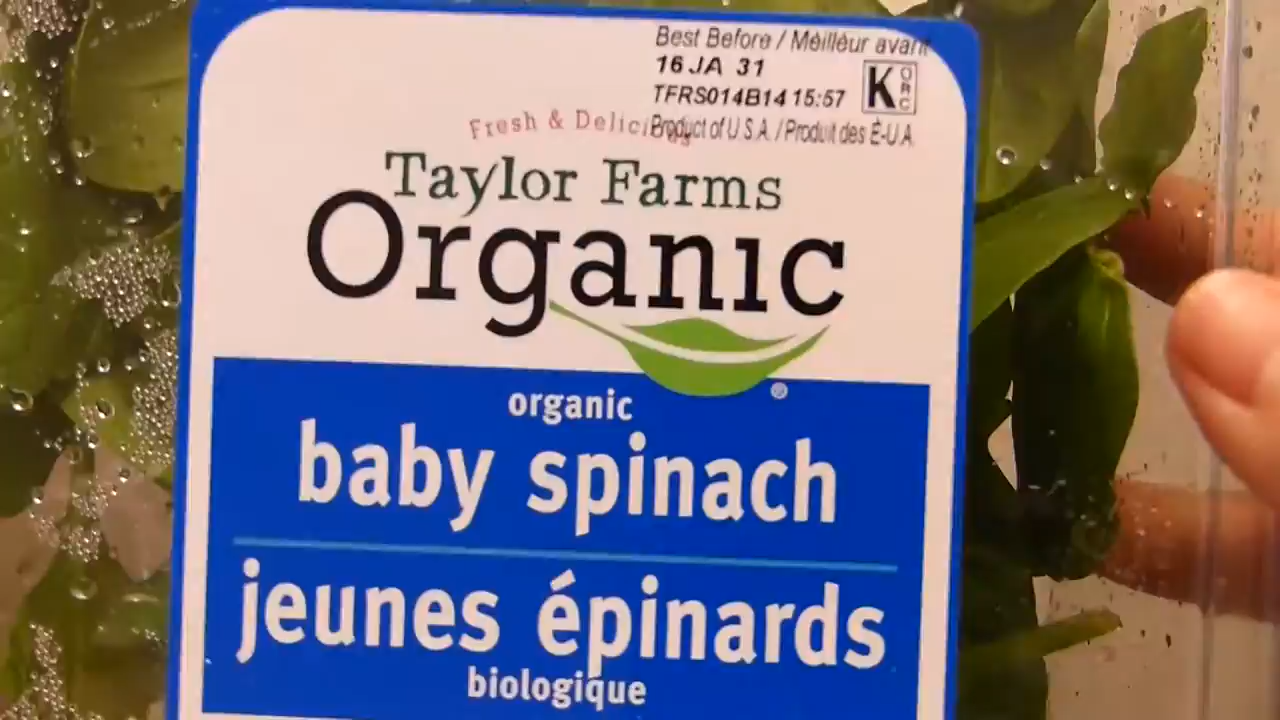 Best Before / Meilleur avant
16 JA 31
TFRS014B14 15:57
K
ORC
Product of U.S.A. / Produit des É-U.A.
Fresh & Delicious
Taylor Farms
Organic
®
organic
baby spinach
jeunes épinards
biologique